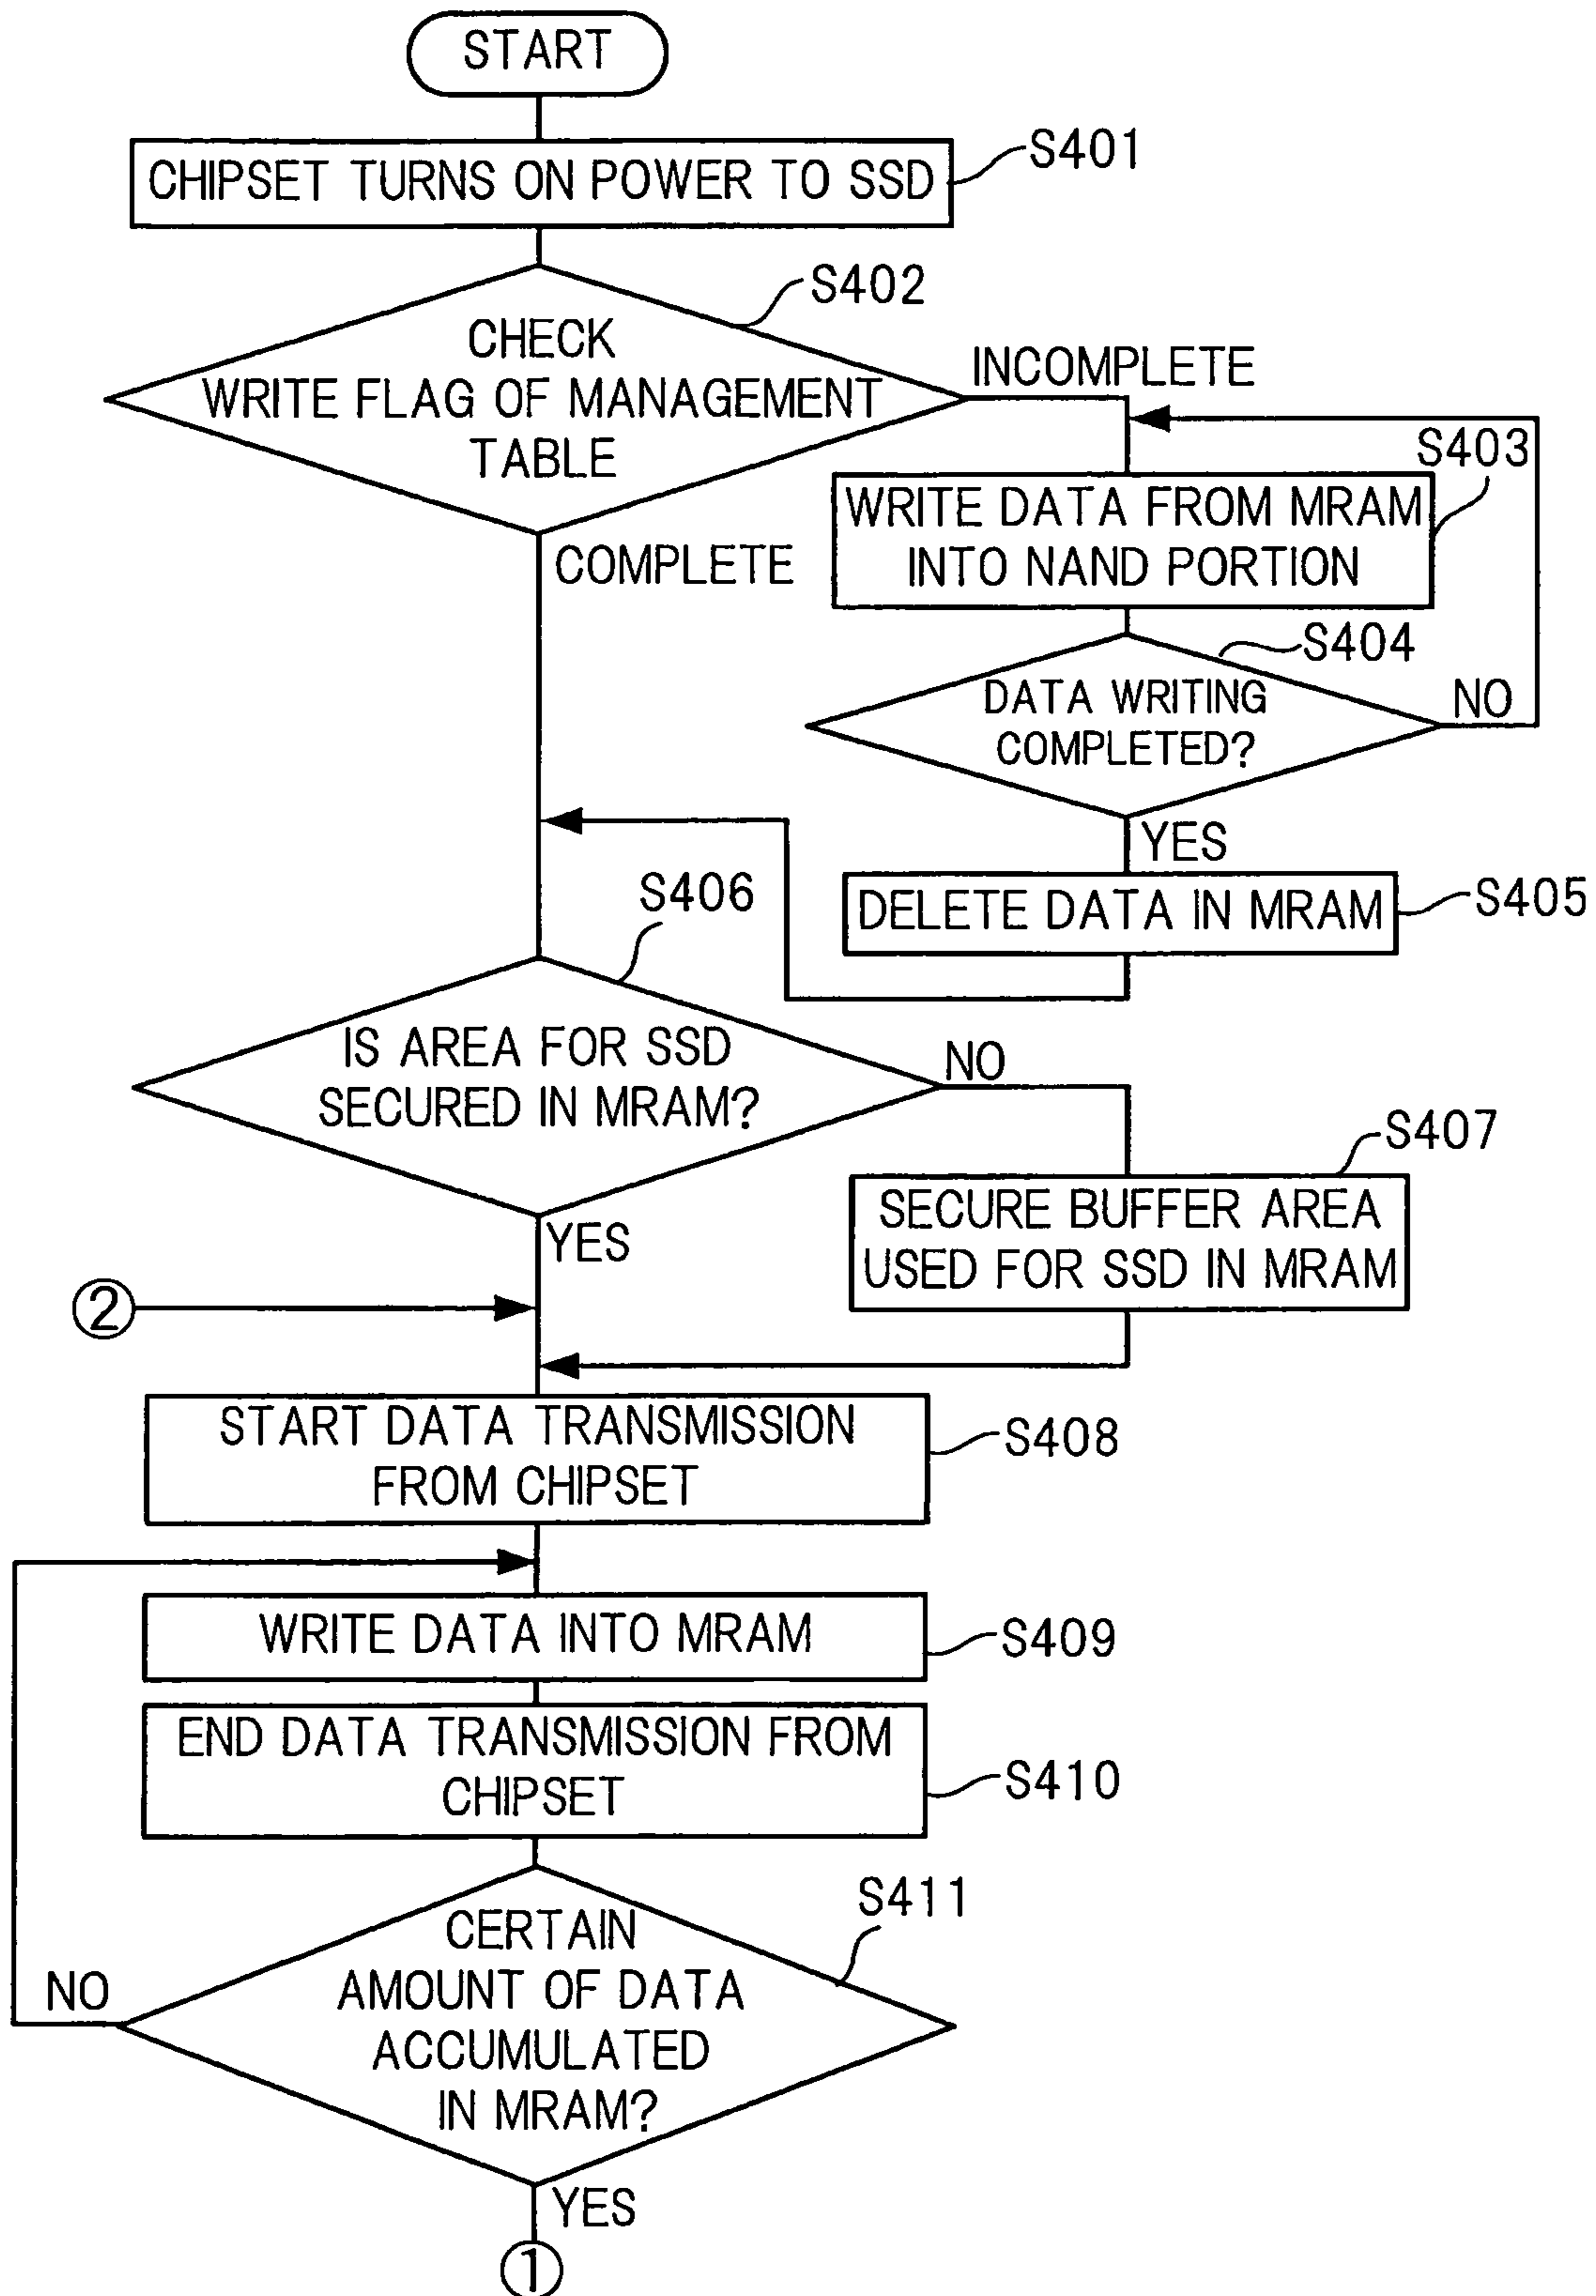 START
CHIPSET TURNS ON POWER TO SSD
S401
S402
CHECK
WRITE FLAG OF MANAGEMENT
TABLE
INCOMPLETE
COMPLETE
S403
WRITE DATA FROM MRAM
INTO NAND PORTION
S404
DATA WRITING
COMPLETED?
NO
YES
DELETE DATA IN MRAM
S405
S406
IS AREA FOR SSD
SECURED IN MRAM?
NO
YES
S407
SECURE BUFFER AREA
USED FOR SSD IN MRAM
②
START DATA TRANSMISSION
FROM CHIPSET
S408
WRITE DATA INTO MRAM
S409
END DATA TRANSMISSION FROM
CHIPSET
S410
S411
CERTAIN
AMOUNT OF DATA
ACCUMULATED
IN MRAM?
NO
YES
①